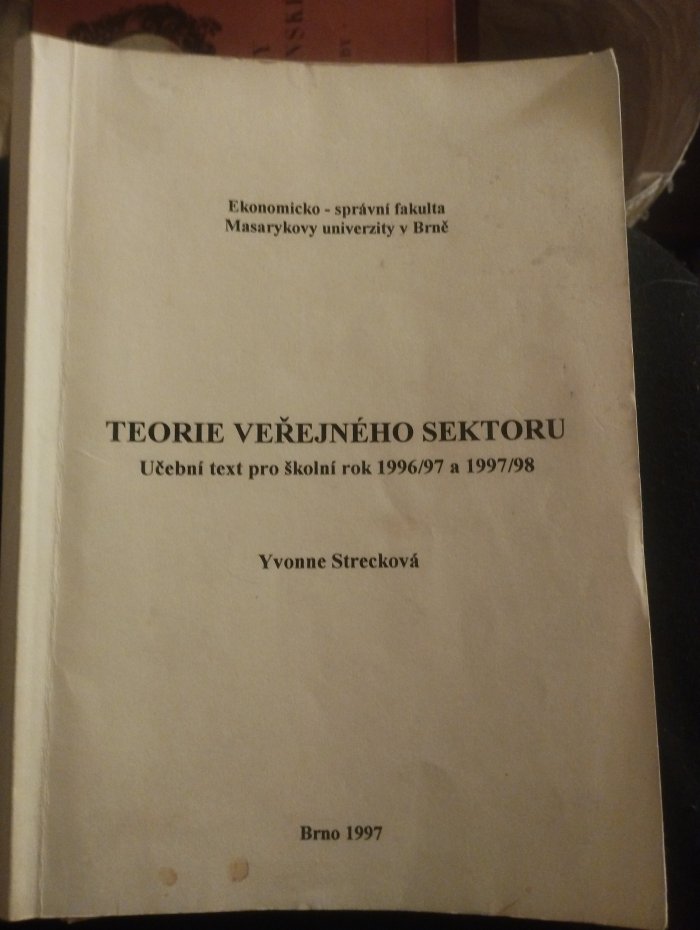 Ekonomicko - správní fakulta
Masarykovy univerzity v Brně
TEORIE VEŘEJNÉHO SEKTORU
Učební text pro školní rok 1996/97 a 1997/98
Yvonne Strecková
Brno 1997